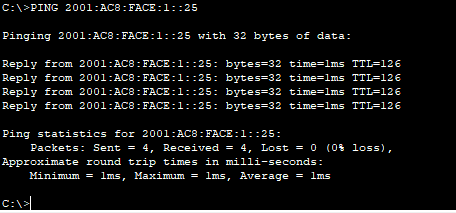 C:\>PING 2001:AC8:FACE:1::25
Pinging 2001:AC8:FACE:1::25 with 32 bytes of data:
Reply from 2001:AC8:FACE:1::25: bytes=32 time=1ms TTL=126
Reply from 2001:AC8:FACE:1::25: bytes=32 time=1ms TTL=126
Reply from 2001:AC8:FACE:1::25: bytes=32 time=1ms TTL=126
Reply from 2001:AC8:FACE:1::25: bytes=32 time=1ms TTL=126
Ping statistics for 2001:AC8:FACE:1::25:
Packets: Sent = 4, Received = 4, Lost = 0 (0% loss),
Approximate round trip times in milli-seconds:
Minimum = 1ms, Maximum = 1ms, Average = 1ms
C:\>